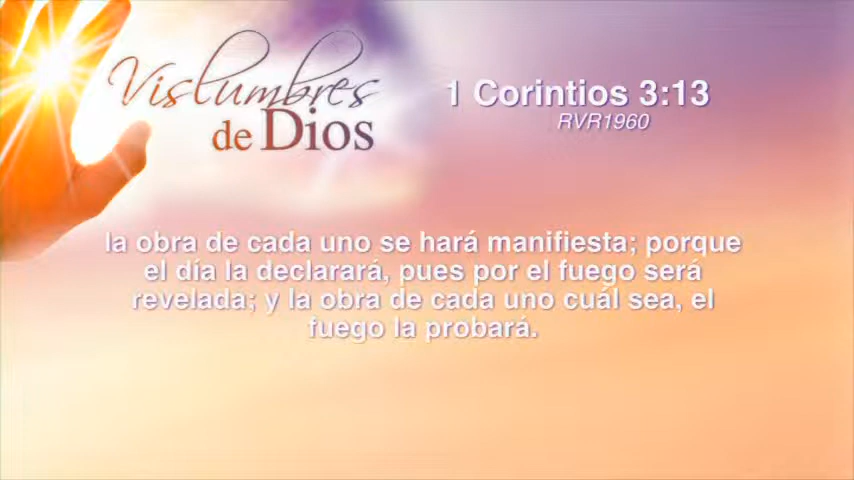 Vislumbres
de Dios
1 Corintios 3:13
RVR1960
la obra de cada uno se hará manifiesta; porque
el día la declarará, pues por el fuego será
revelada; y la obra de cada uno cuál sea, el
fuego la probará.